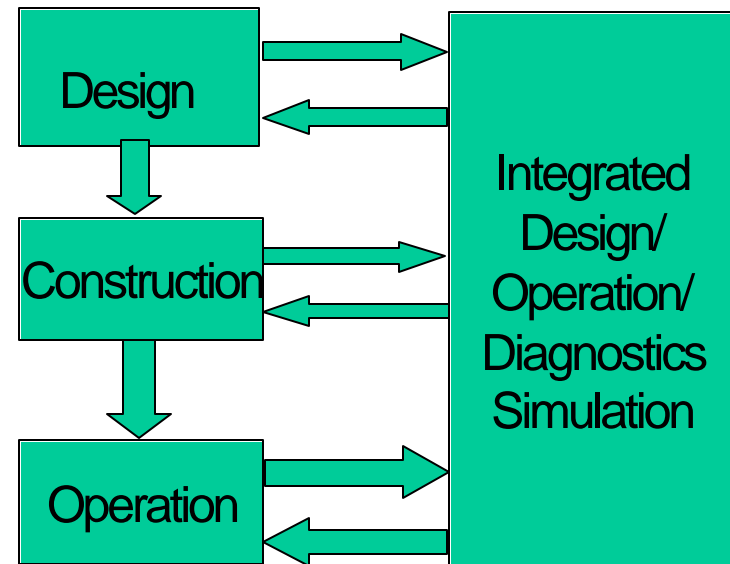 Design
Construction
Operation
Integrated
Design/
Operation/
Diagnostics
Simulation